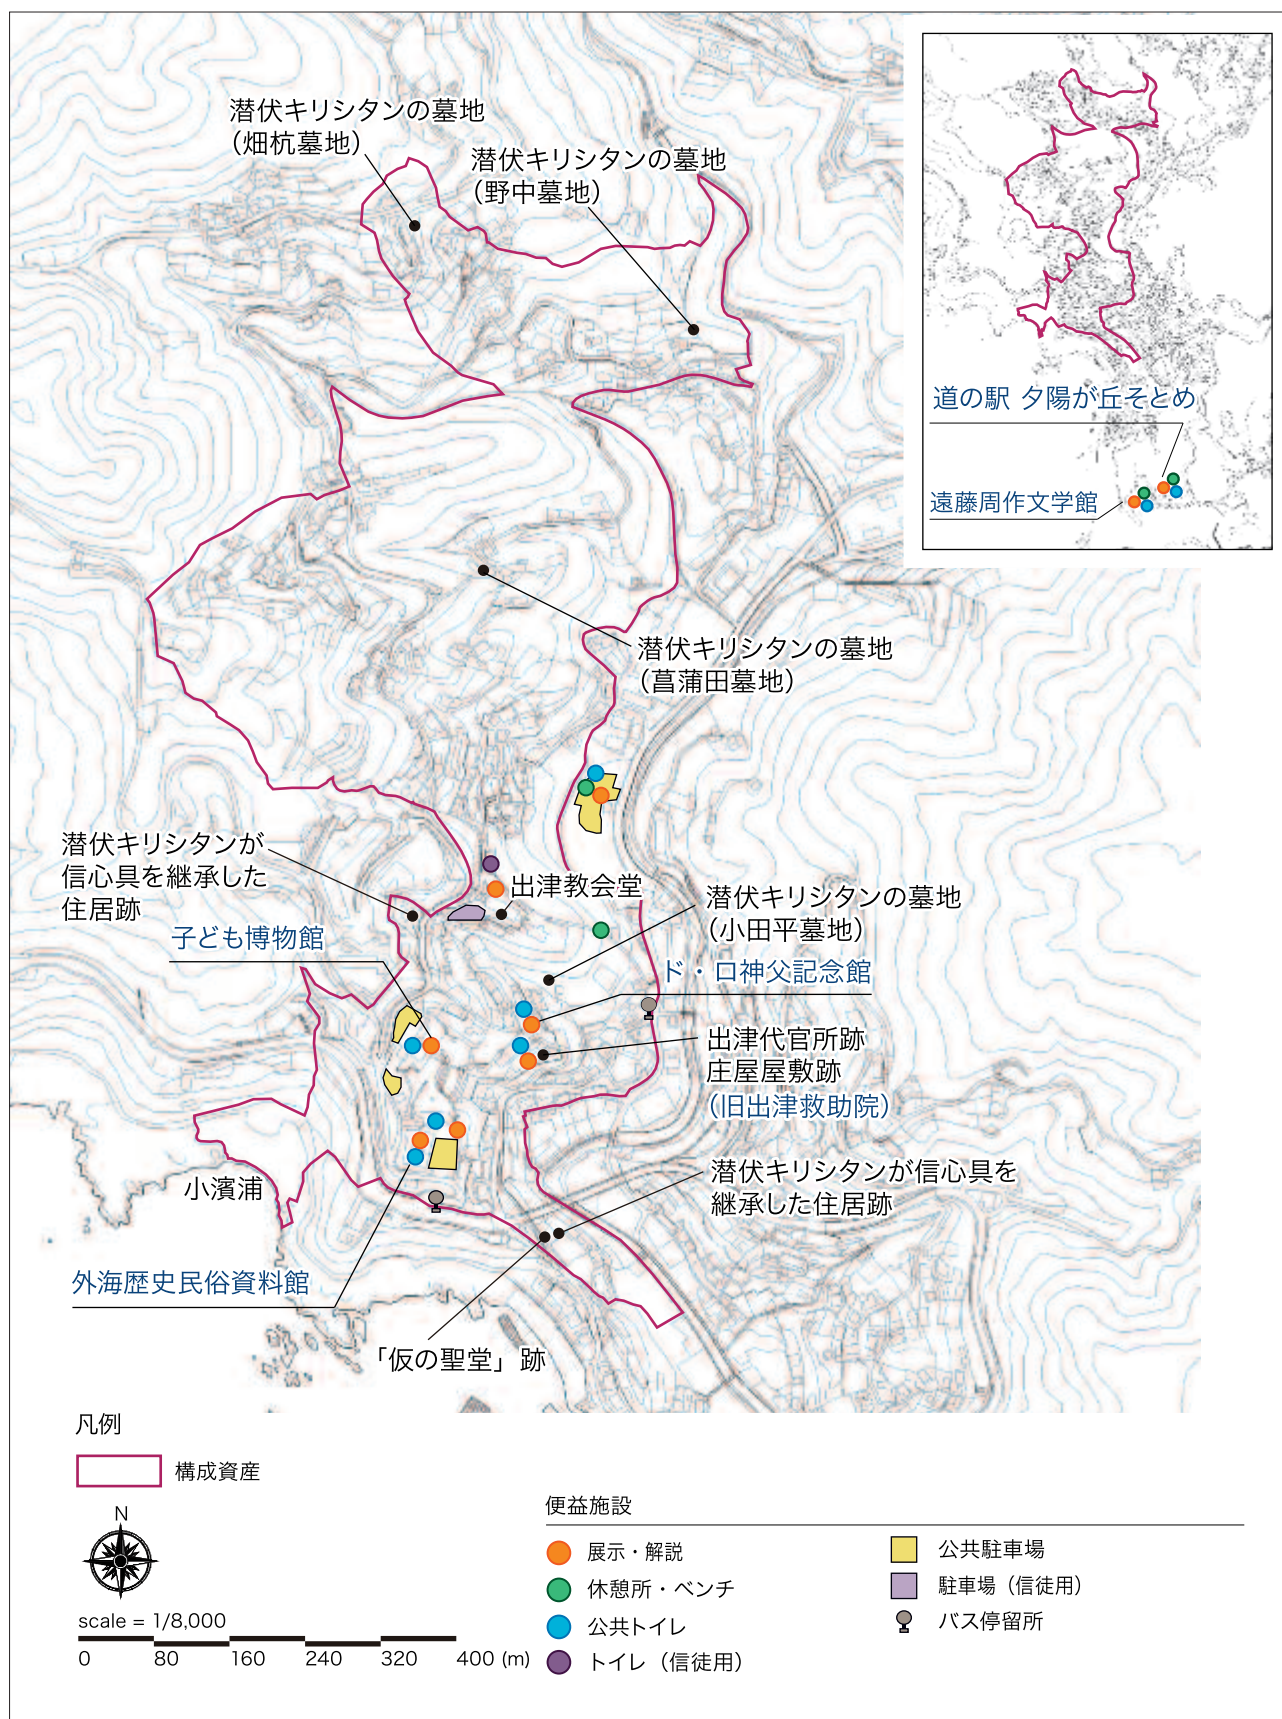 潜伏キリシタンの墓地
（畑杭墓地）
潜伏キリシタンの墓地
（野中墓地）
道の駅 夕陽が丘そとめ
遠藤周作文学館
潜伏キリシタンの墓地
（菖蒲田墓地）
潜伏キリシタンが
信心具を継承した
住居跡
出津教会堂
潜伏キリシタンの墓地
（小田平墓地）
子ども博物館
ド・ロ神父記念館
出津代官所跡
庄屋屋敷跡
（旧出津救助院）
潜伏キリシタンが信心具を
継承した住居跡
小濱浦
外海歴史民俗資料館
「仮の聖堂」跡
凡例
構成資産
N
scale = 1/8,000
0 80 160 240 320 400 (m)
便益施設
展示・解説
休憩所・ベンチ
公共トイレ
トイレ（信徒用）
公共駐車場
駐車場（信徒用）
バス停留所